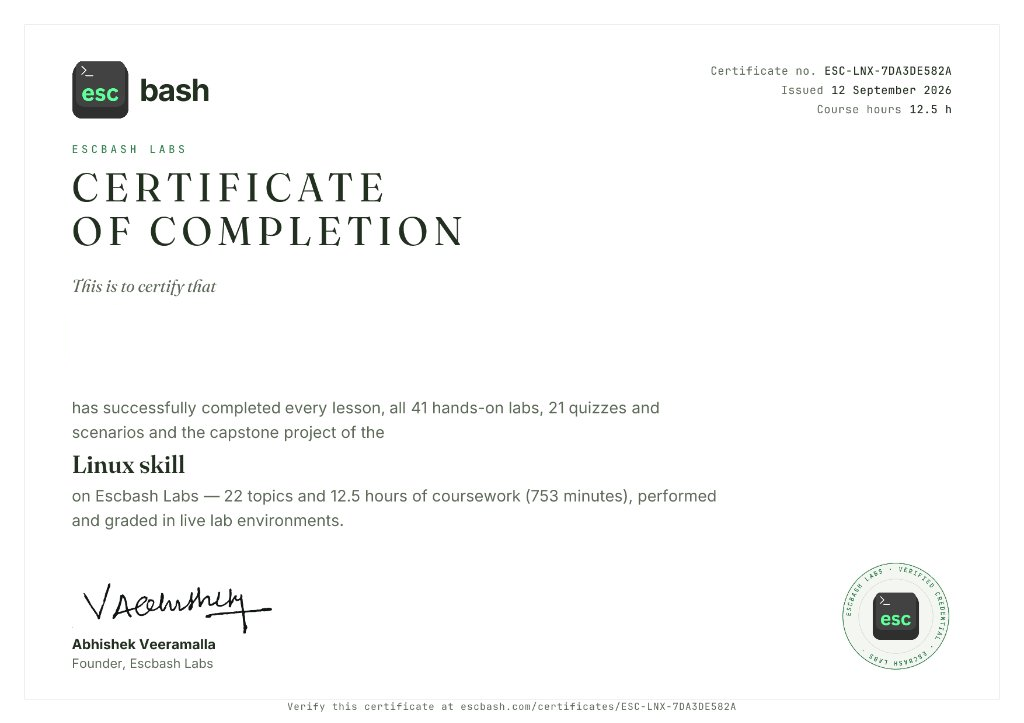 >_
esc bash
Certificate no. ESC-LNX-7DA3DE582A
Issued 12 September 2026
Course hours 12.5 h
ESCBASH LABS
CERTIFICATE
OF COMPLETION
This is to certify that
has successfully completed every lesson, all 41 hands-on labs, 21 quizzes and
scenarios and the capstone project of the
Linux skill
on Escbash Labs — 22 topics and 12.5 hours of coursework (753 minutes), performed
and graded in live lab environments.
Abhishek Veeramalla
Founder, Escbash Labs
ESCBASH LABS · VERIFIED CREDENTIAL · ESCBASH LABS ·
>_
esc
Verify this certificate at escbash.com/certificates/ESC-LNX-7DA3DE582A